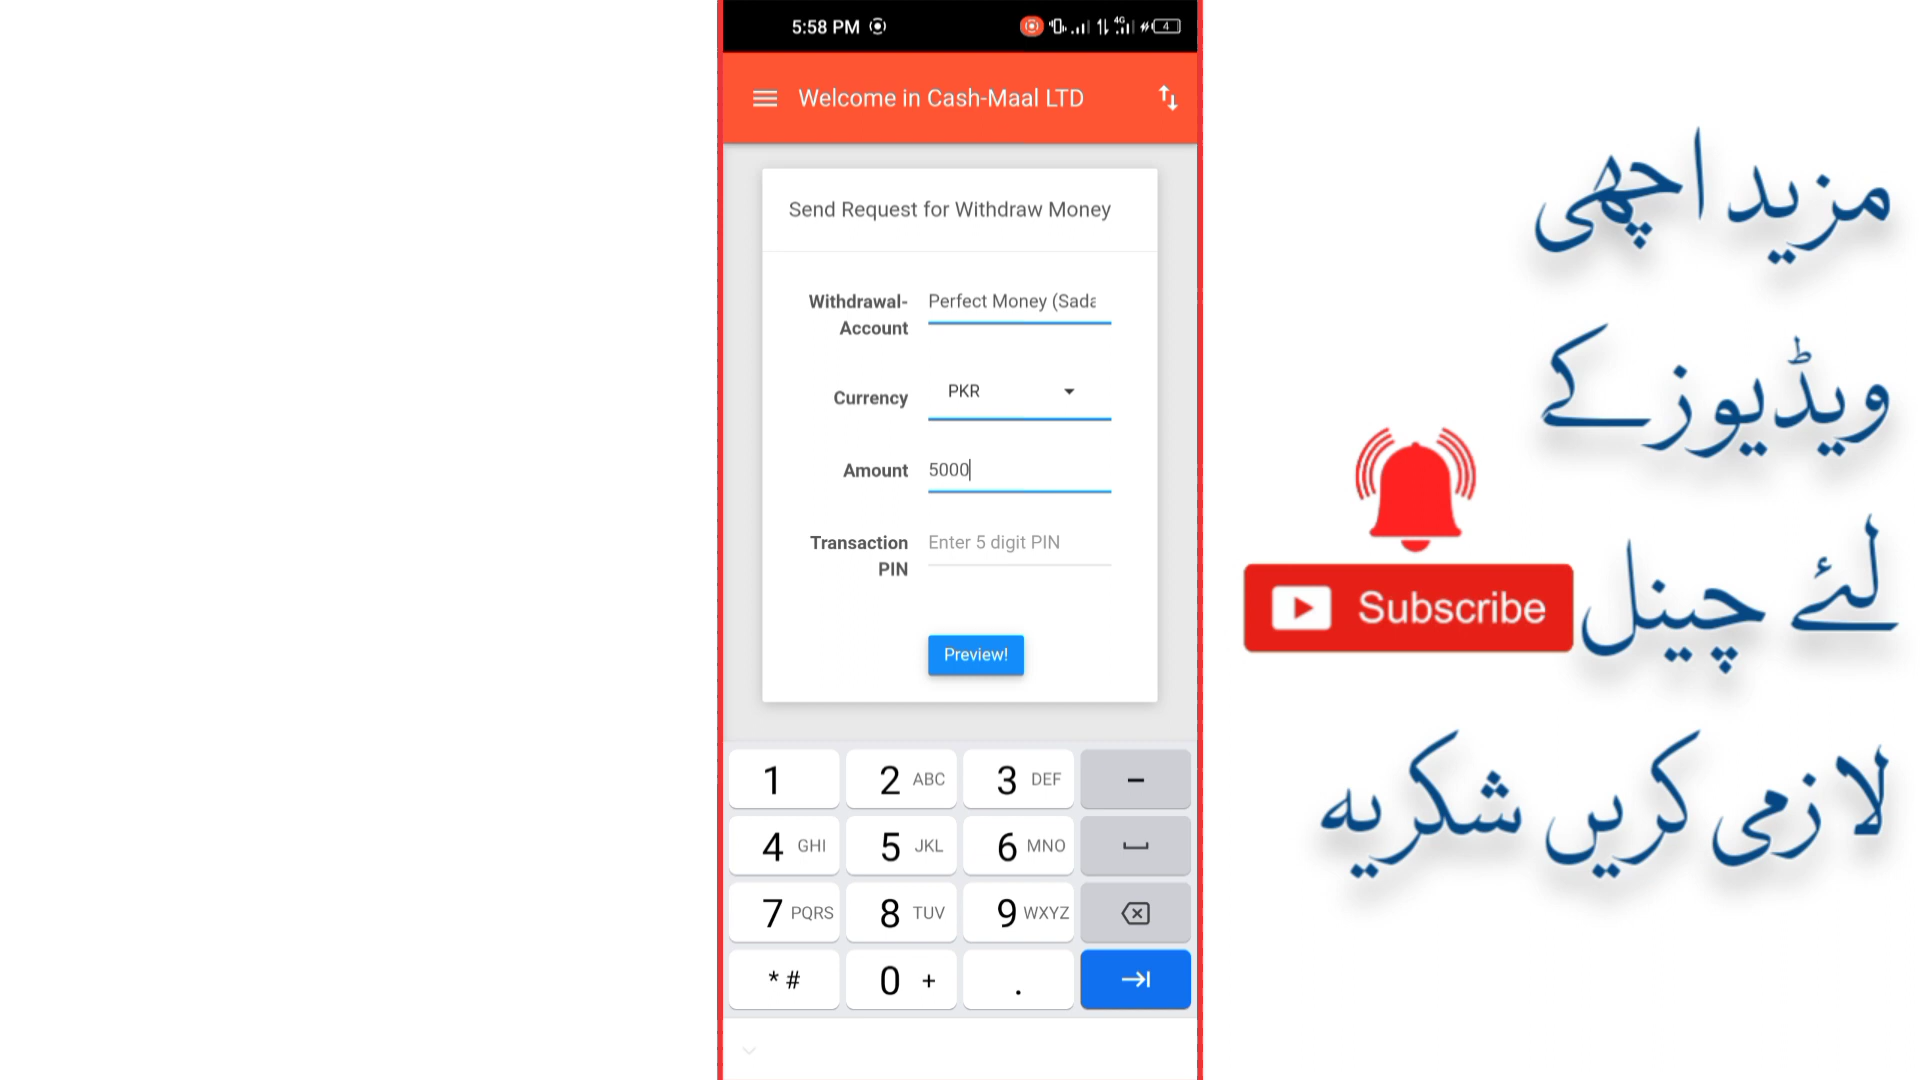 5:58 PM
4G
4
Welcome in Cash-Maal LTD
Send Request for Withdraw Money
Withdrawal-
Account
Perfect Money (Sada
Currency
PKR
Amount
5000
Transaction
PIN
Enter 5 digit PIN
Preview!
1
2 ABC
3 DEF
-
4 GHI
5 JKL
6 MNO
7 PQRS
8 TUV
9 WXYZ
* #
0 +
.
مزید اچھی
ویڈیوز کے
لئے چینل
Subscribe
لازمی کریں شکریہ